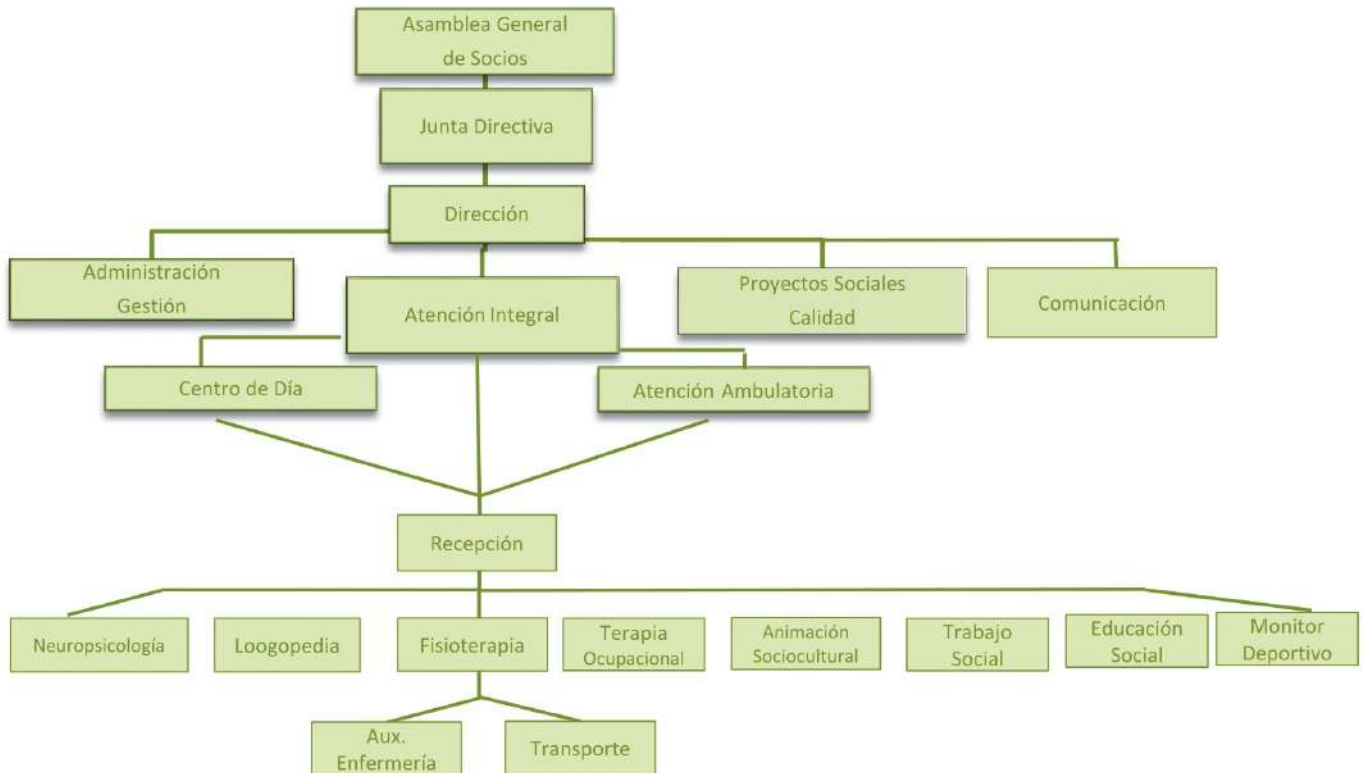 Asamblea General
de Socios
Junta Directiva
Dirección
Administración
Gestión
Atención Integral
Proyectos Sociales
Calidad
Comunicación
Centro de Día
Atención Ambulatoria
Recepción
Neuropsicología
Loogopedia
Fisioterapia
Terapia
Ocupacional
Animación
Sociocultural
Trabajo
Social
Educación
Social
Monitor
Deportivo
Aux.
Enfermería
Transporte